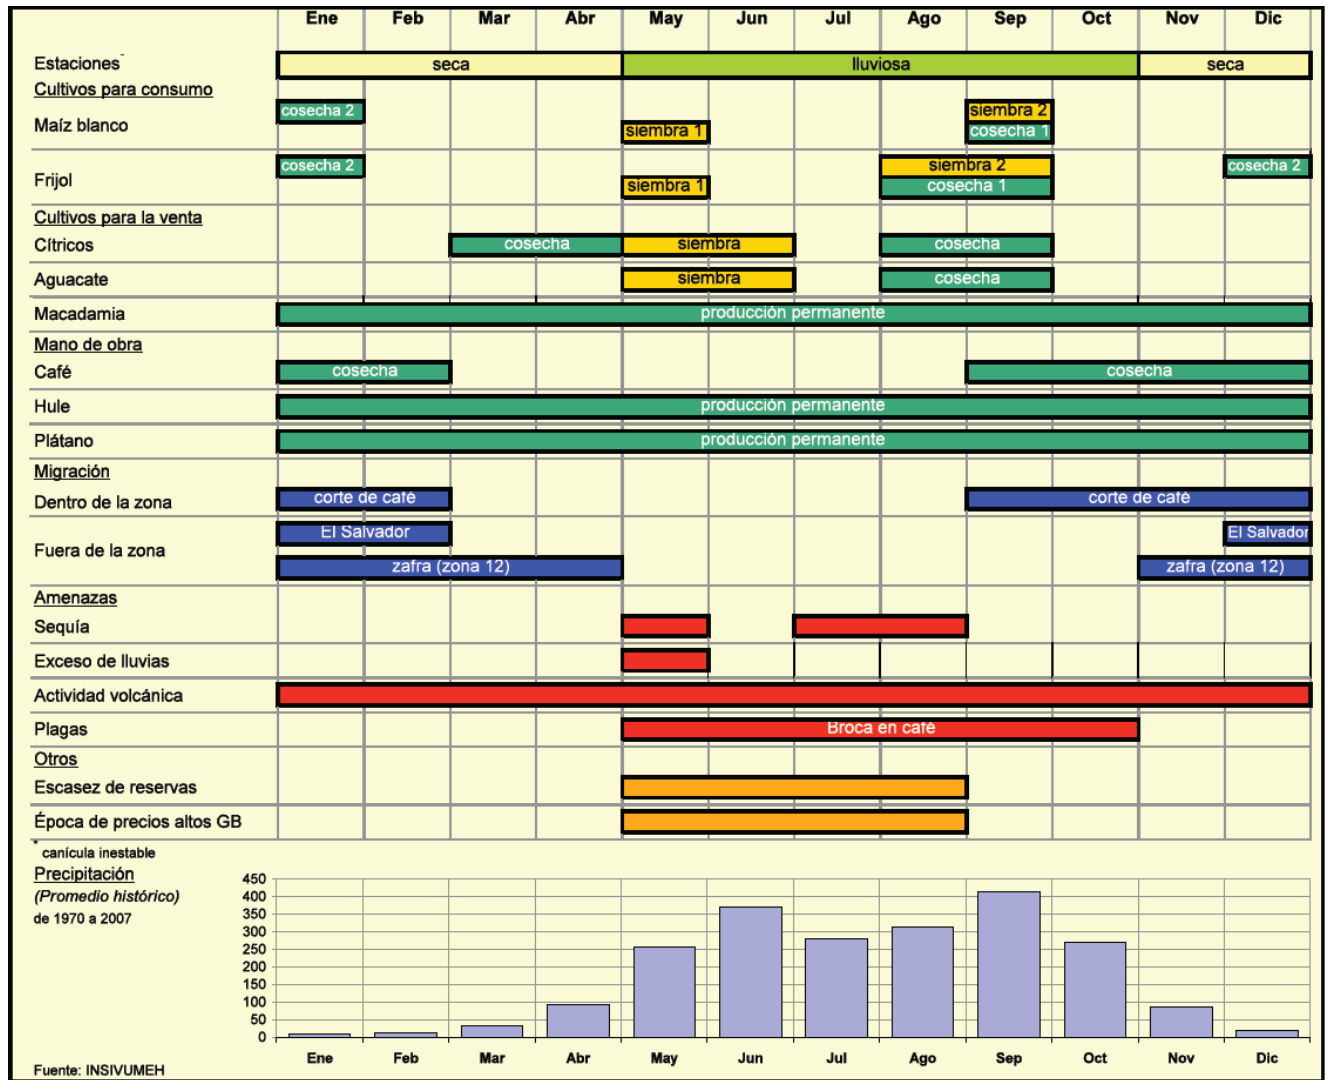 Ene Feb Mar Abr May Jun Jul Ago Sep Oct Nov Dic
Estaciones* seca lluviosa seca
Cultivos para consumo
cosecha 2 siembra 2
Maíz blanco siembra 1 cosecha 1
cosecha 2 siembra 2 cosecha 2
Frijol siembra 1 cosecha 1
Cultivos para la venta
Cítricos cosecha siembra cosecha
Aguacate siembra cosecha
Macadamia producción permanente
Mano de obra
Café cosecha cosecha
Hule producción permanente
Plátano producción permanente
Migración
Dentro de la zona corte de café corte de café
El Salvador El Salvador
Fuera de la zona
zafra (zona 12) zafra (zona 12)
Amenazas
Sequía
Exceso de lluvias
Actividad volcánica
Plagas Broca en café
Otros
Escasez de reservas
Época de precios altos GB
* canícula inestable
Precipitación
(Promedio histórico)
de 1970 a 2007
450
400
350
300
250
200
150
100
50
0
Ene Feb Mar Abr May Jun Jul Ago Sep Oct Nov Dic
Fuente: INSIVUMEH